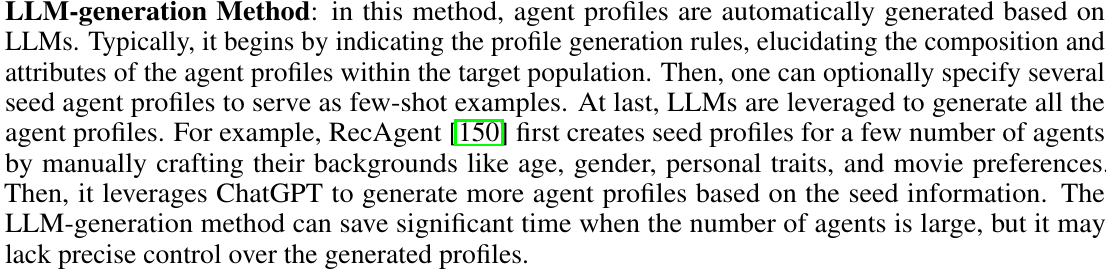 LLM-generation Method: in this method, agent profiles are automatically generated based on
LLMs. Typically, it begins by indicating the profile generation rules, elucidating the composition and
attributes of the agent profiles within the target population. Then, one can optionally specify several
seed agent profiles to serve as few-shot examples. At last, LLMs are leveraged to generate all the
agent profiles. For example, RecAgent [150] first creates seed profiles for a few number of agents
by manually crafting their backgrounds like age, gender, personal traits, and movie preferences.
Then, it leverages ChatGPT to generate more agent profiles based on the seed information. The
LLM-generation method can save significant time when the number of agents is large, but it may
lack precise control over the generated profiles.